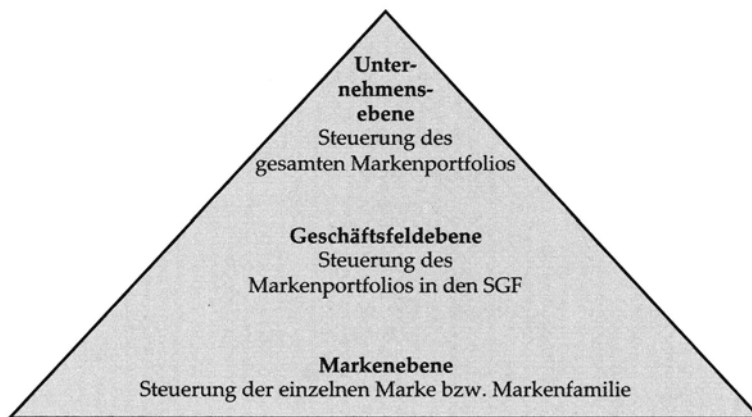 Unter-
nehmens-
ebene
Steuerung des
gesamten Markenportfolios
Geschäftsfeldebene
Steuerung des
Markenportfolios in den SGF
Markenebene
Steuerung der einzelnen Marke bzw. Markenfamilie